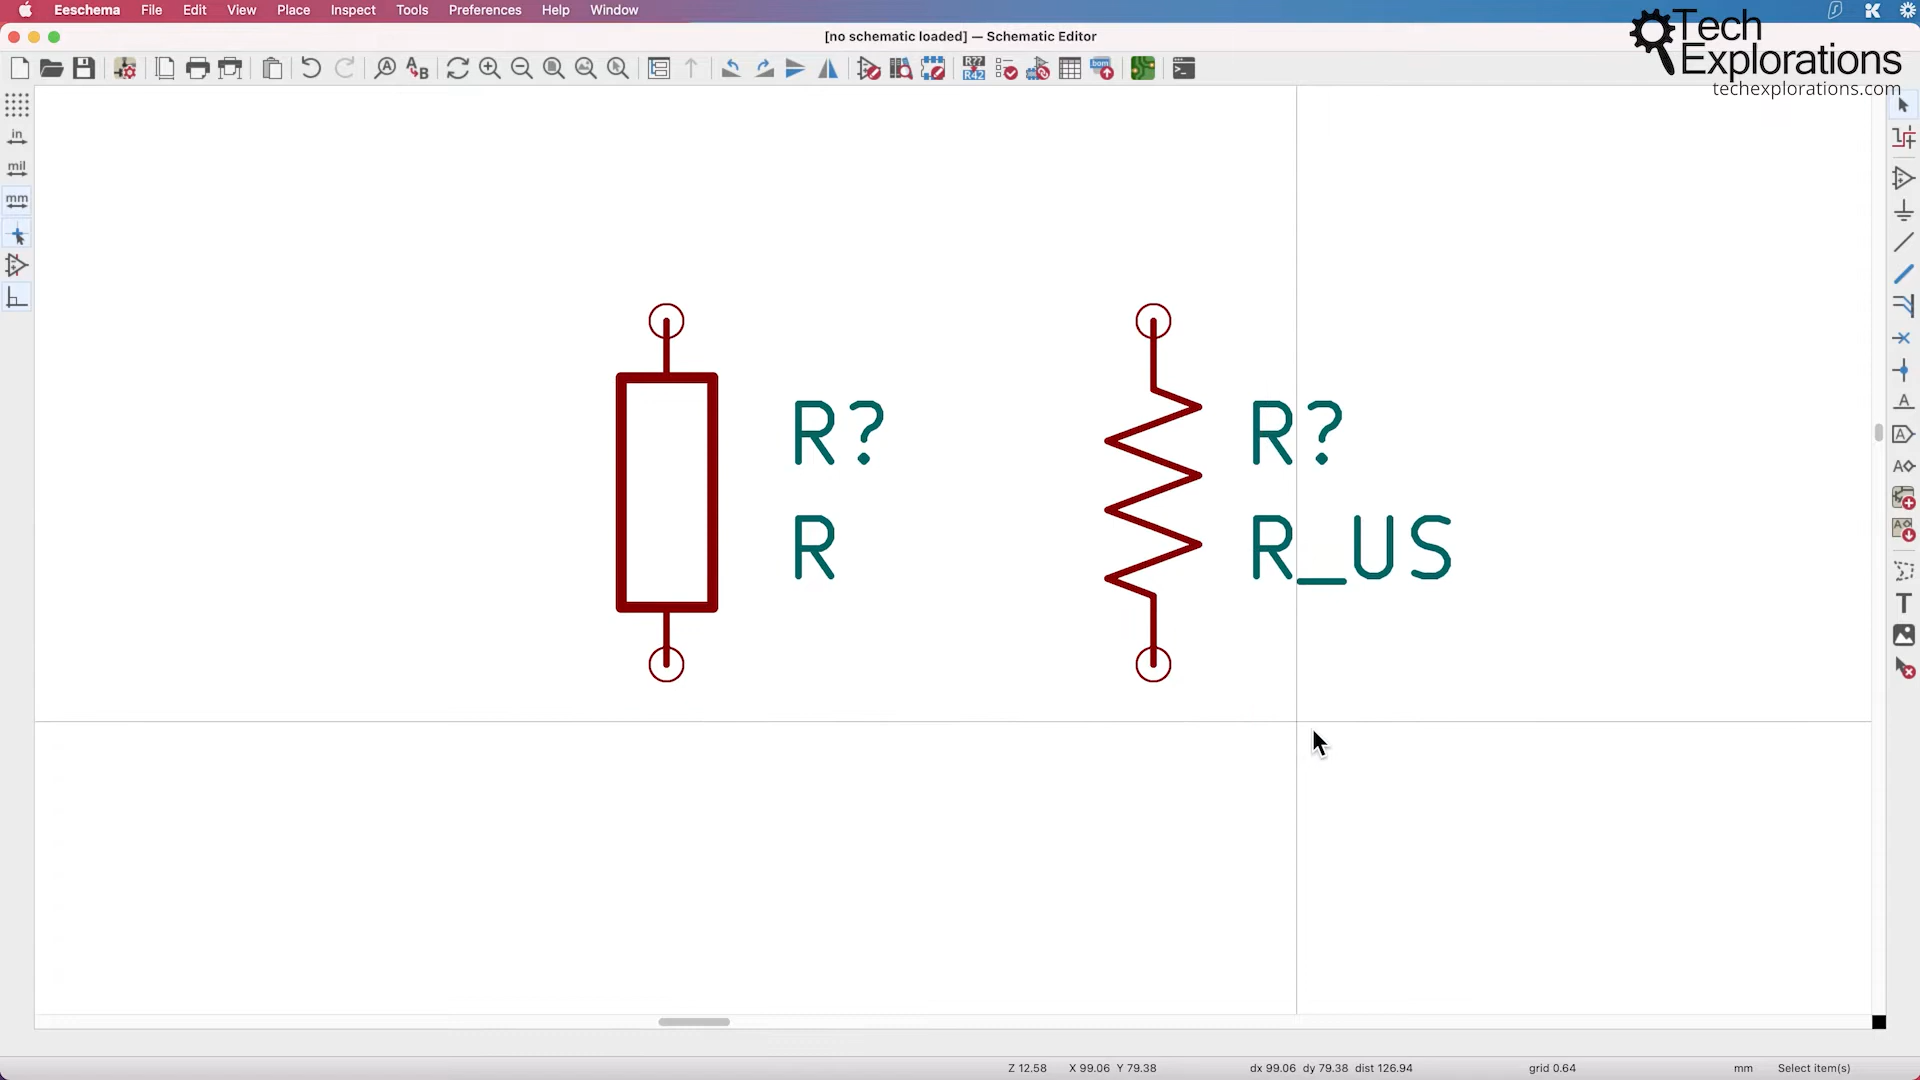 Eeschema File Edit View Place Inspect Tools Preferences Help Window
[no schematic loaded] — Schematic Editor
Tech
Explorations
techexplorations.com
in
mil
mm
R??
R42
bom
R?
R
R?
R_US
A
A
A
T
Z 12.58 X 99.06 Y 79.38 dx 99.06 dy 79.38 dist 126.94 grid 0.64 mm Select item(s)